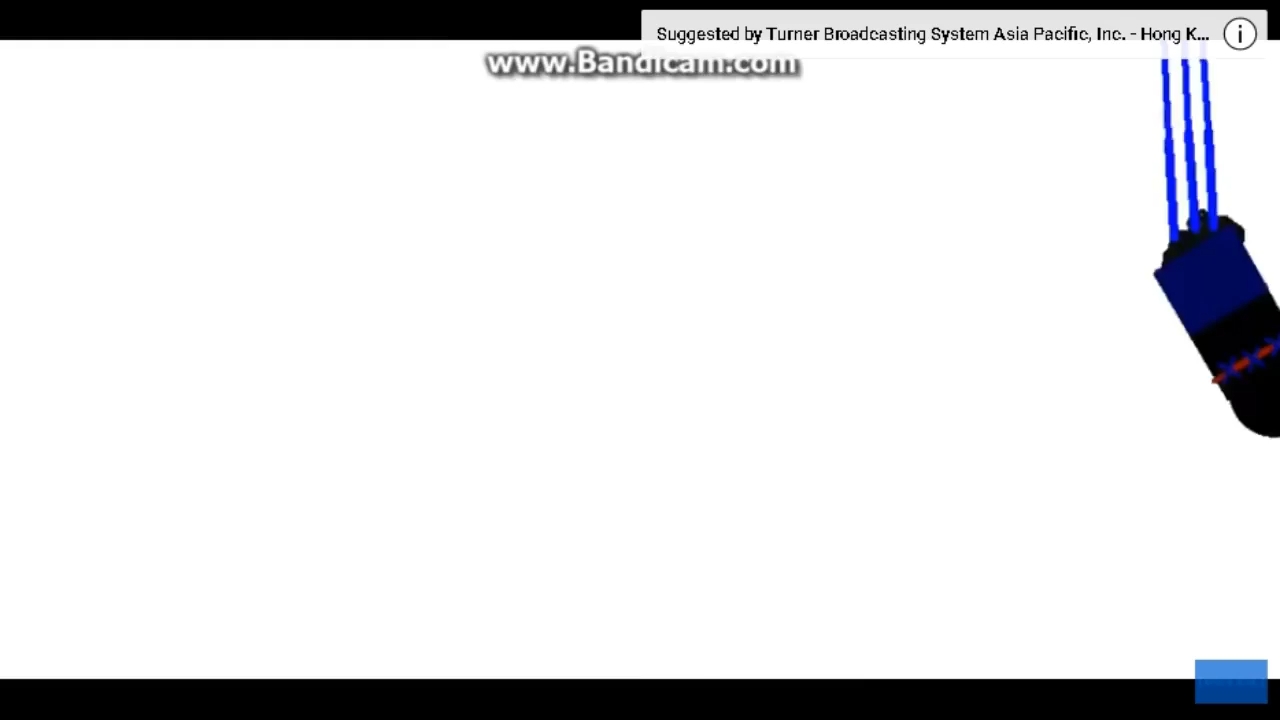 Suggested by Turner Broadcasting System Asia Pacific, Inc. - Hong K...
www.Bandicam.com